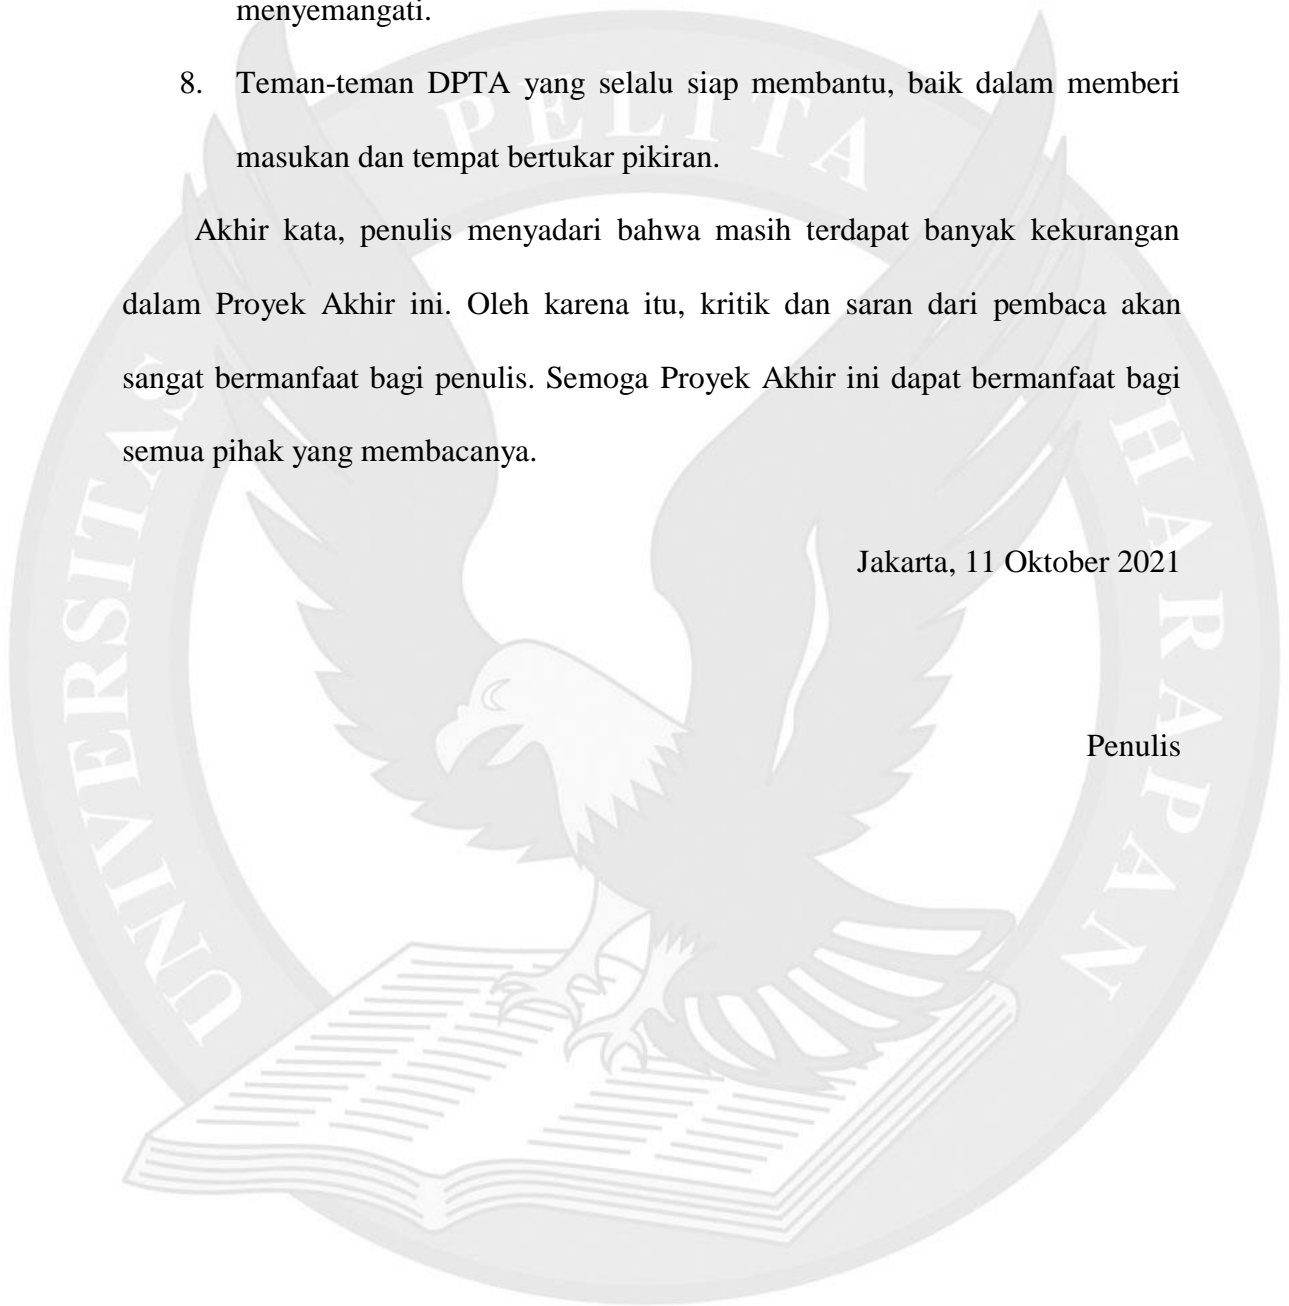 menyemangati.
8. Teman-teman DPTA yang selalu siap membantu, baik dalam memberi
masukan dan tempat bertukar pikiran.
Akhir kata, penulis menyadari bahwa masih terdapat banyak kekurangan
dalam Proyek Akhir ini. Oleh karena itu, kritik dan saran dari pembaca akan
sangat bermanfaat bagi penulis. Semoga Proyek Akhir ini dapat bermanfaat bagi
semua pihak yang membacanya.
Jakarta, 11 Oktober 2021
Penulis
UNIVERSITAS PELITA HARAPAN